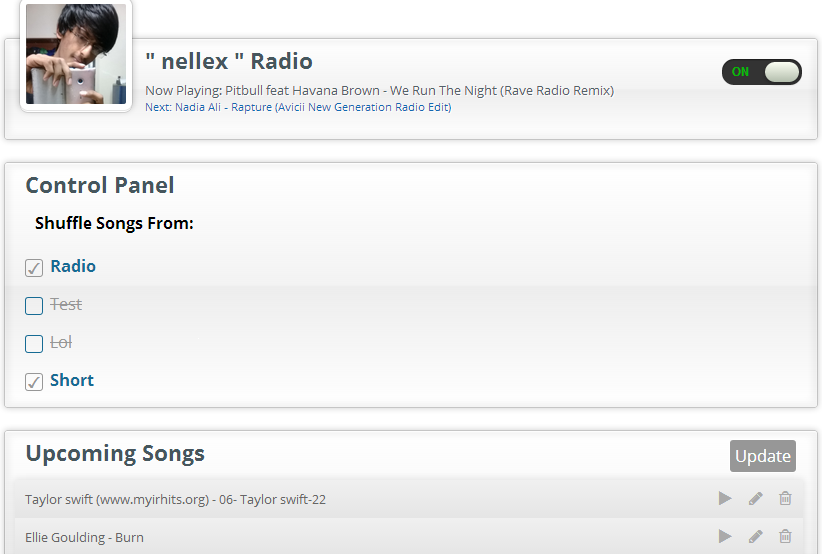 " nellex " Radio
ON
Now Playing: Pitbull feat Havana Brown - We Run The Night (Rave Radio Remix)
Next: Nadia Ali - Rapture (Avicii New Generation Radio Edit)
Control Panel
Shuffle Songs From:
Radio
Test
Lol
Short
Upcoming Songs
Update
Taylor swift (www.myirhits.org) - 06- Taylor swift-22
Ellie Goulding - Burn